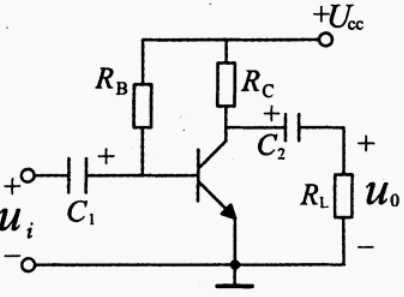 +Ucc
RB
RC
+
+
C2
+
+
C1
RL
u0
ui
−
−